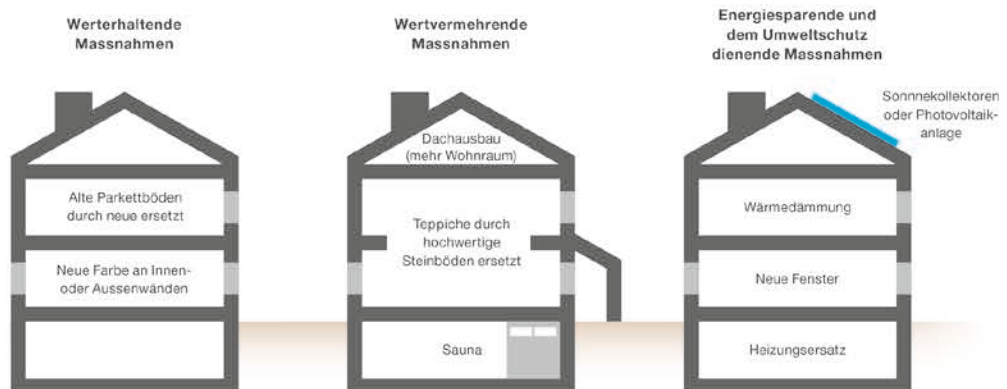 Werterhaltende
Massnahmen
Alte Parkettböden
durch neue ersetzt
Neue Farbe an Innen-
oder Aussenwänden
Wertvermehrende
Massnahmen
Dachausbau
(mehr Wohnraum)
Teppiche durch
hochwertige
Steinböden ersetzt
Sauna
Energiesparende und
dem Umweltschutz
dienende Massnahmen
Sonnnekollektoren
oder Photovoltaik-
anlage
Wärmedämmung
Neue Fenster
Heizungsersatz